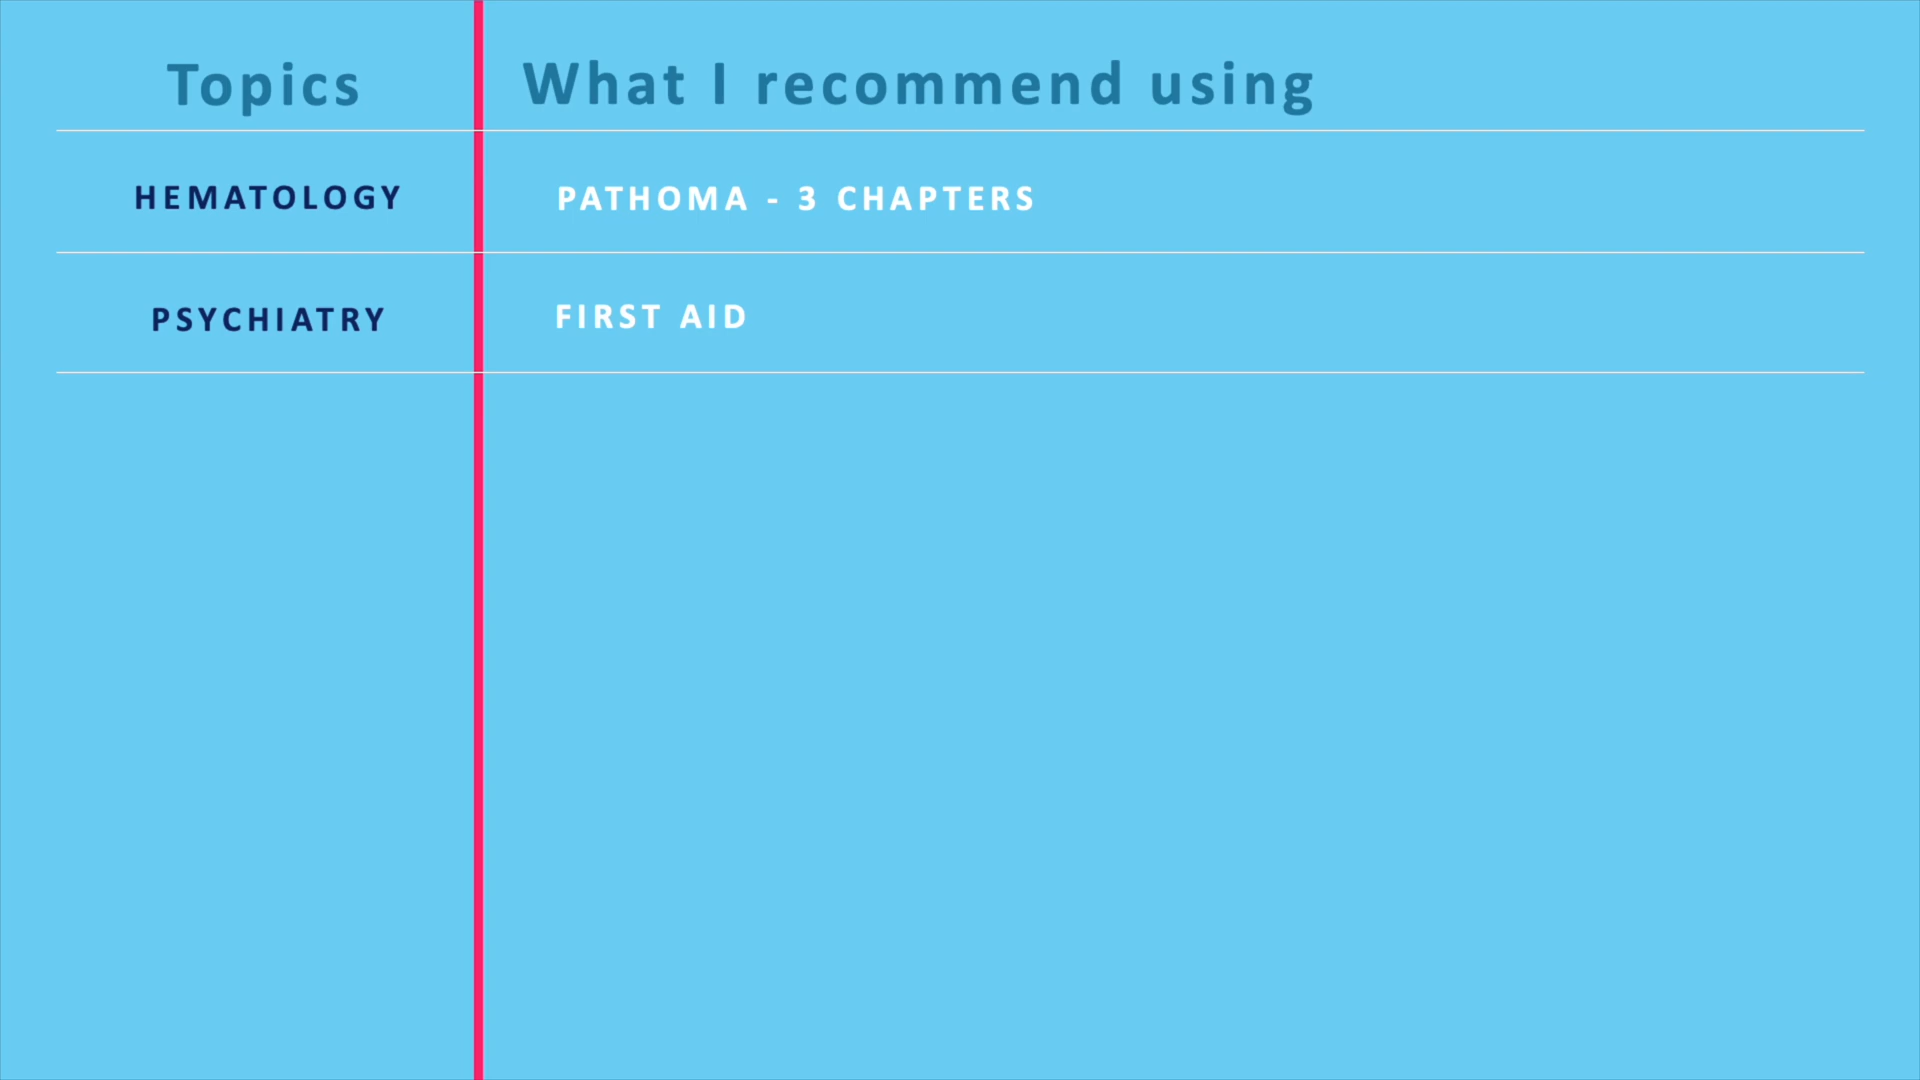 Topics
What I recommend using
HEMATOLOGY
PATHOMA - 3 CHAPTERS
PSYCHIATRY
FIRST AID